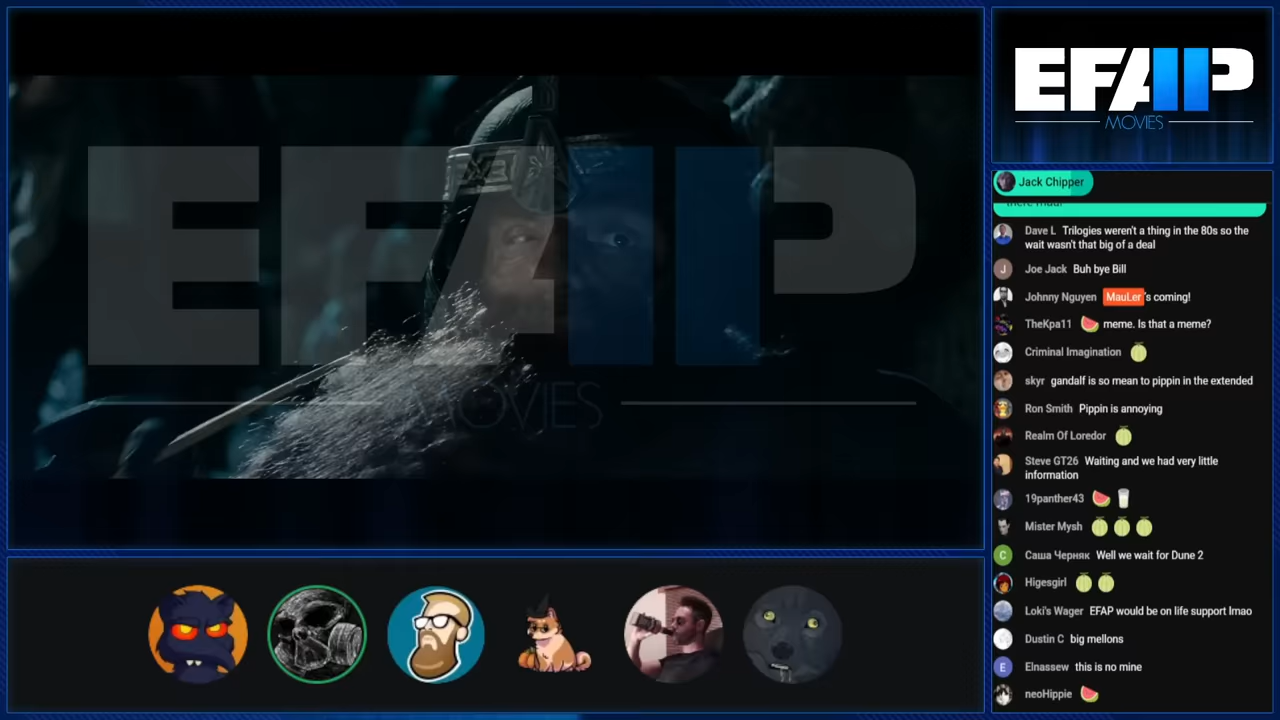 EFAP
MOVIES
EFAP
MOVIES
Jack Chipper
Dave L Trilogies weren't a thing in the 80s so the
wait wasn't that big of a deal
Joe Jack Buh bye Bill
J
Johnny Nguyen MauLer's coming!
TheKpa11 🍉 meme. Is that a meme?
Criminal Imagination 🍈
skyr gandalf is so mean to pippin in the extended
Ron Smith Pippin is annoying
Realm Of Loredor 🍈
Steve GT26 Waiting and we had very little
information
19panther43 🍉 🥛
Mister Mysh 🍈 🍈 🍈
C
Саша Черняк Well we wait for Dune 2
Higesgirl 🍈 🍈
Loki's Wager EFAP would be on life support lmao
Dustin C big mellons
E
Elnassew this is no mine
neoHippie 🍉